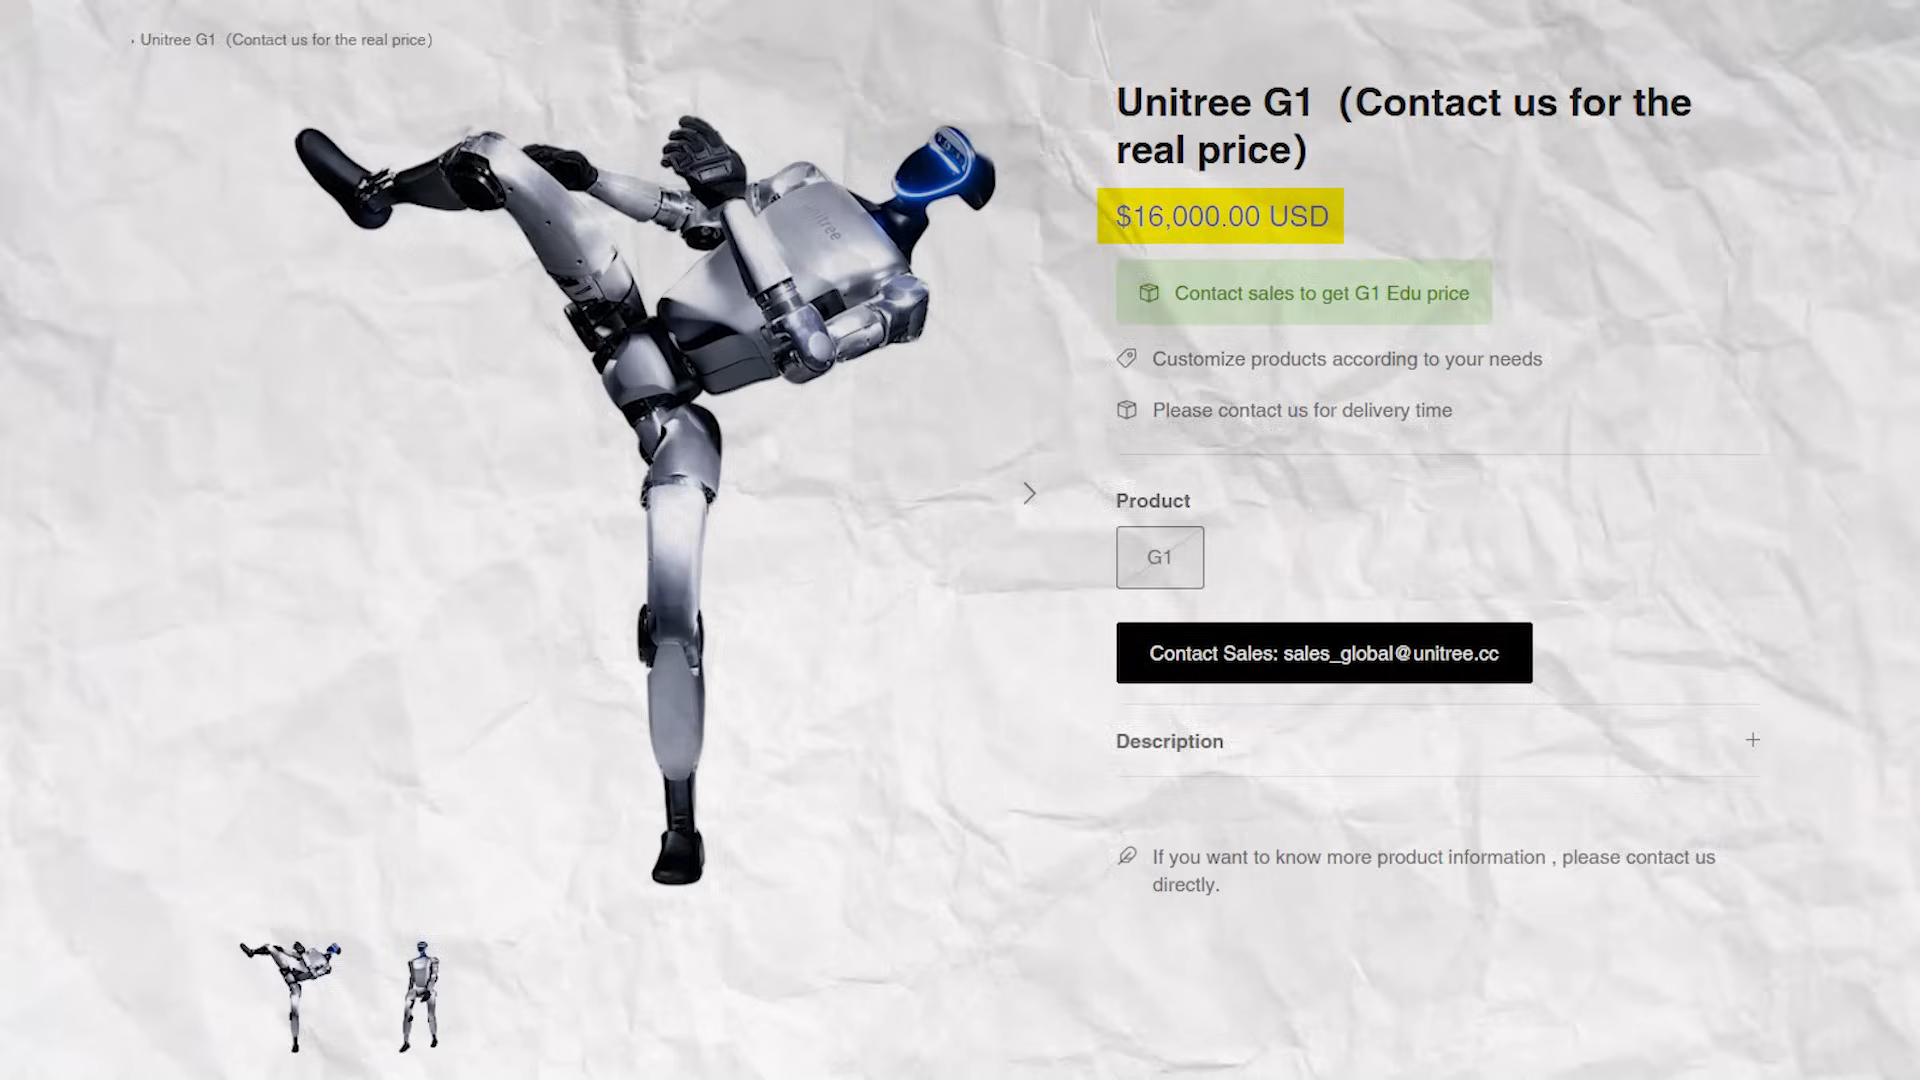 › Unitree G1（Contact us for the real price）
Unitree G1（Contact us for the
real price）
$16,000.00 USD
Contact sales to get G1 Edu price
Customize products according to your needs
Please contact us for delivery time
unitree
Product
G1
Contact Sales: sales_global@unitree.cc
Description
If you want to know more product information , please contact us
directly.